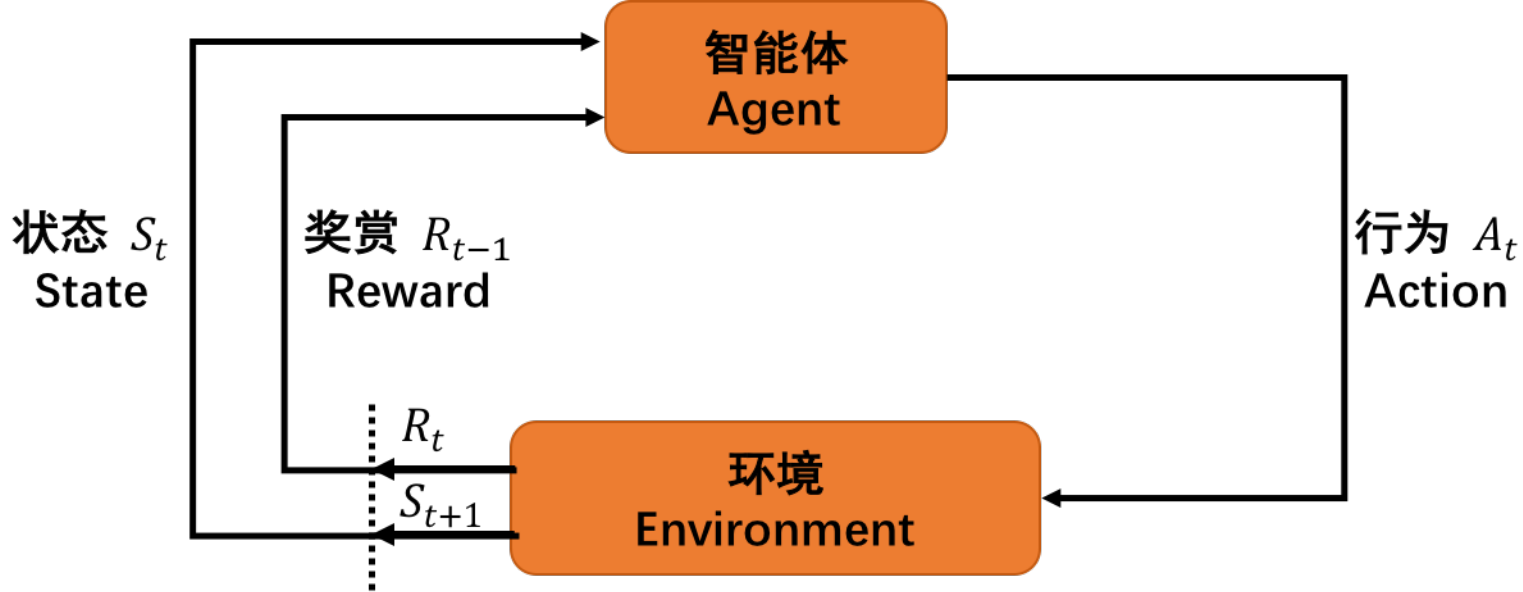 智能体
Agent
状态 S_t
State
奖赏 R_{t-1}
Reward
行为 A_t
Action
R_t
S_{t+1}
环境
Environment